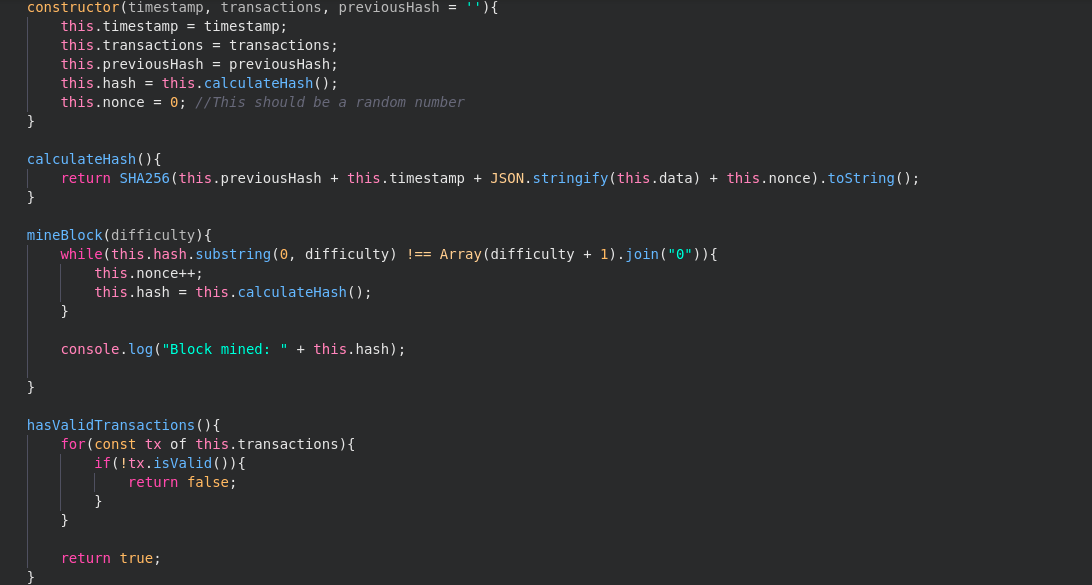 constructor(timestamp, transactions, previousHash = ''){
    this.timestamp = timestamp;
    this.transactions = transactions;
    this.previousHash = previousHash;
    this.hash = this.calculateHash();
    this.nonce = 0; //This should be a random number
}

calculateHash(){
    return SHA256(this.previousHash + this.timestamp + JSON.stringify(this.data) + this.nonce).toString();
}

mineBlock(difficulty){
    while(this.hash.substring(0, difficulty) !== Array(difficulty + 1).join("0")){
        this.nonce++;
        this.hash = this.calculateHash();
    }

    console.log("Block mined: " + this.hash);

}

hasValidTransactions(){
    for(const tx of this.transactions){
        if(!tx.isValid()){
            return false;
        }
    }

    return true;
}